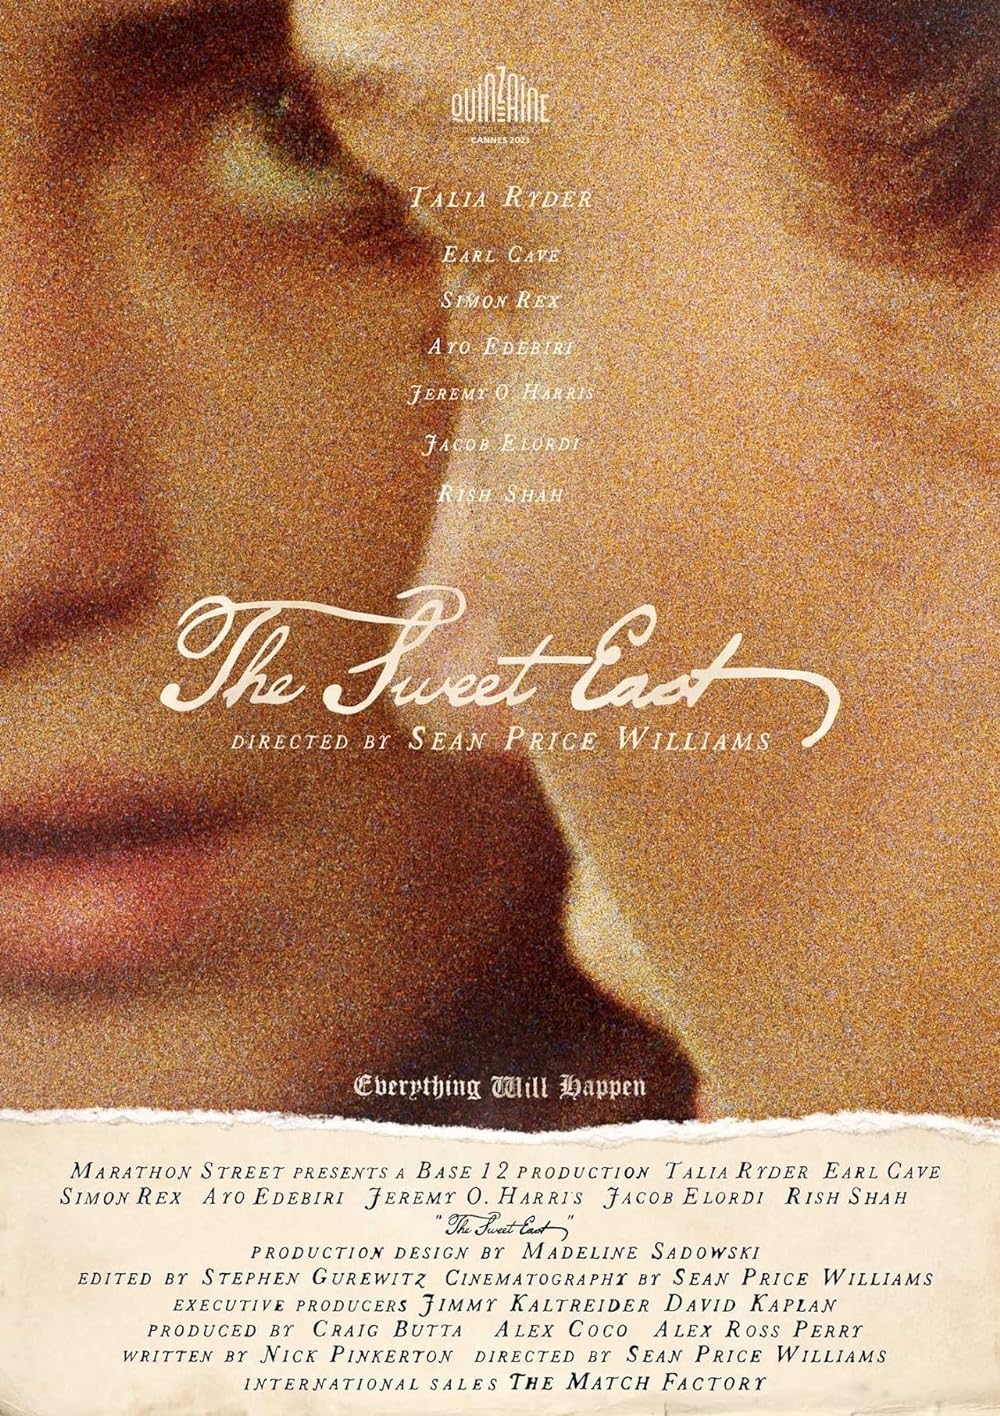 QUINZAINE
DIRECTORS' FORTNIGHT
CANNES 2023
TALIA RYDER
EARL CAVE
SIMON REX
AYO EDEBIRI
JEREMY O. HARRIS
JACOB ELORDI
RISH SHAH
The Sweet East
DIRECTED BY SEAN PRICE WILLIAMS
Everything Will Happen
MARATHON STREET PRESENTS A BASE 12 PRODUCTION TALIA RYDER EARL CAVE
SIMON REX AYO EDEBIRI JEREMY O. HARRIS JACOB ELORDI RISH SHAH
"The Sweet East"
PRODUCTION DESIGN BY MADELINE SADOWSKI
EDITED BY STEPHEN GUREWITZ CINEMATOGRAPHY BY SEAN PRICE WILLIAMS
EXECUTIVE PRODUCERS JIMMY KALTREIDER DAVID KAPLAN
PRODUCED BY CRAIG BUTTA ALEX COCO ALEX ROSS PERRY
WRITTEN BY NICK PINKERTON DIRECTED BY SEAN PRICE WILLIAMS
INTERNATIONAL SALES THE MATCH FACTORY